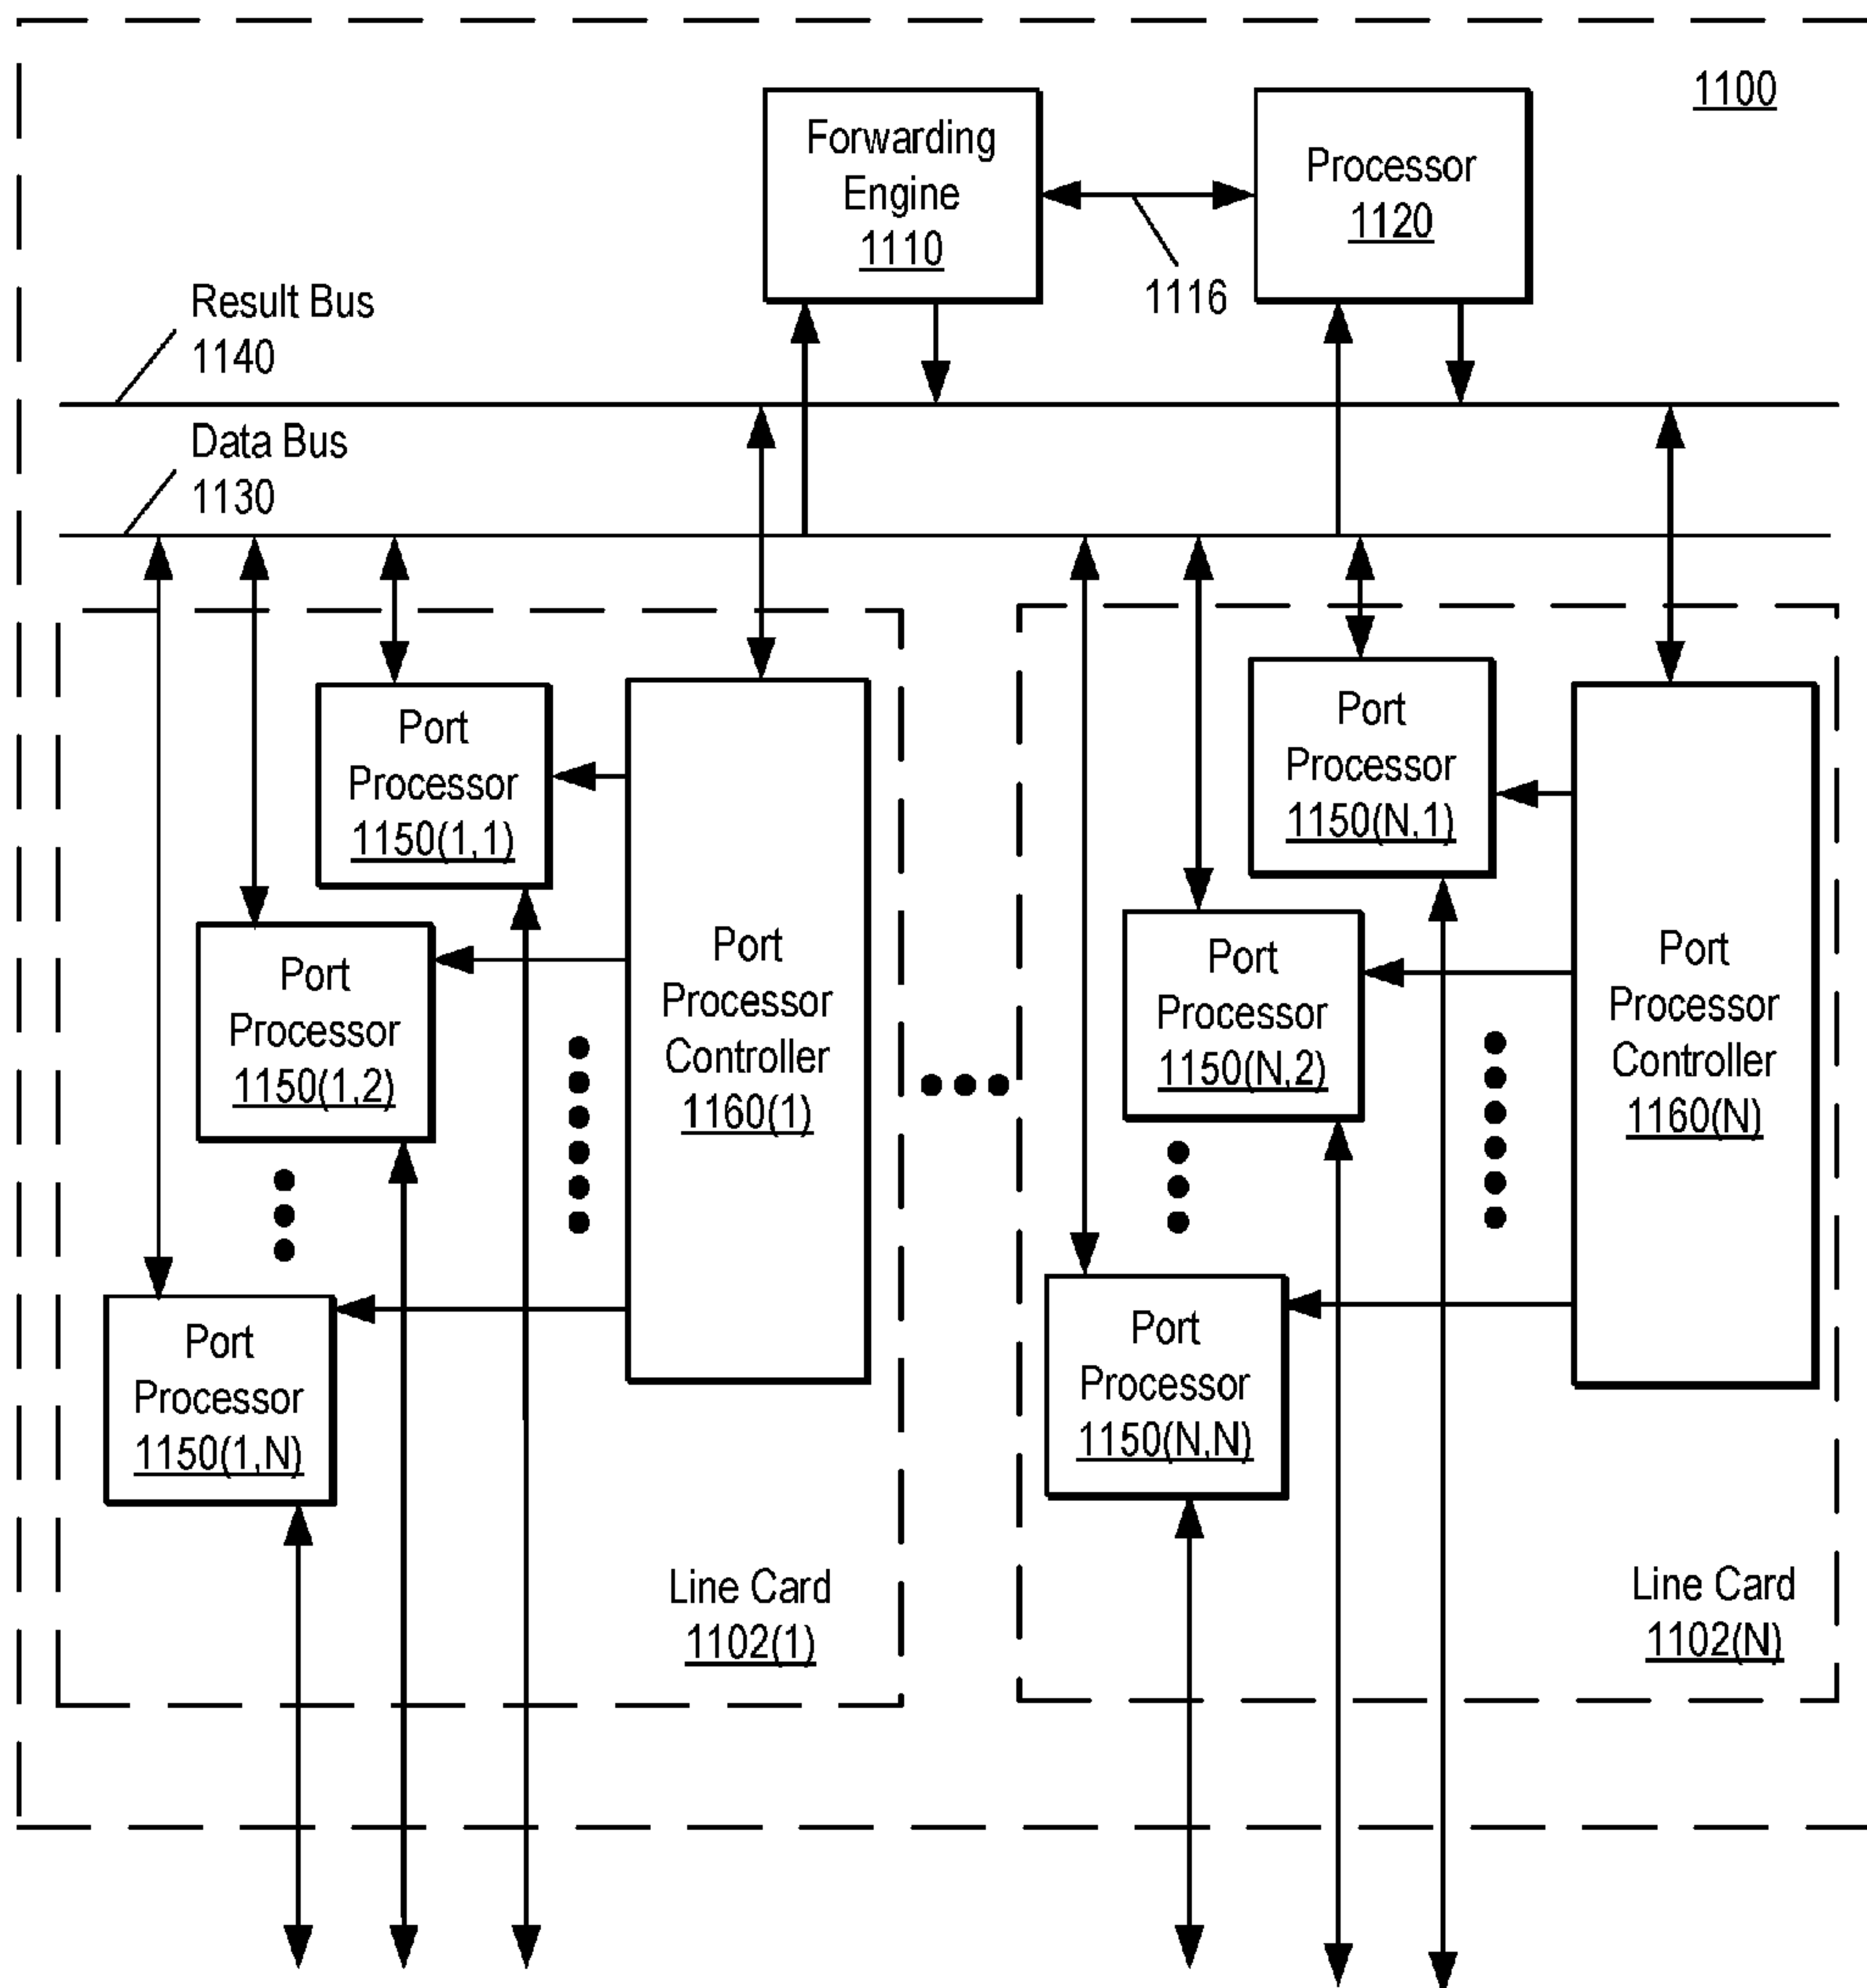 1100
Forwarding
Engine
1110
Processor
1120
1116
Result Bus
1140
Data Bus
1130
Port
Processor
1150(1,1)
Port
Processor
1150(1,2)
Port
Processor
1150(1,N)
Port
Processor
Controller
1160(1)
Line Card
1102(1)
Port
Processor
1150(N,1)
Port
Processor
1150(N,2)
Port
Processor
1150(N,N)
Port
Processor
Controller
1160(N)
Line Card
1102(N)